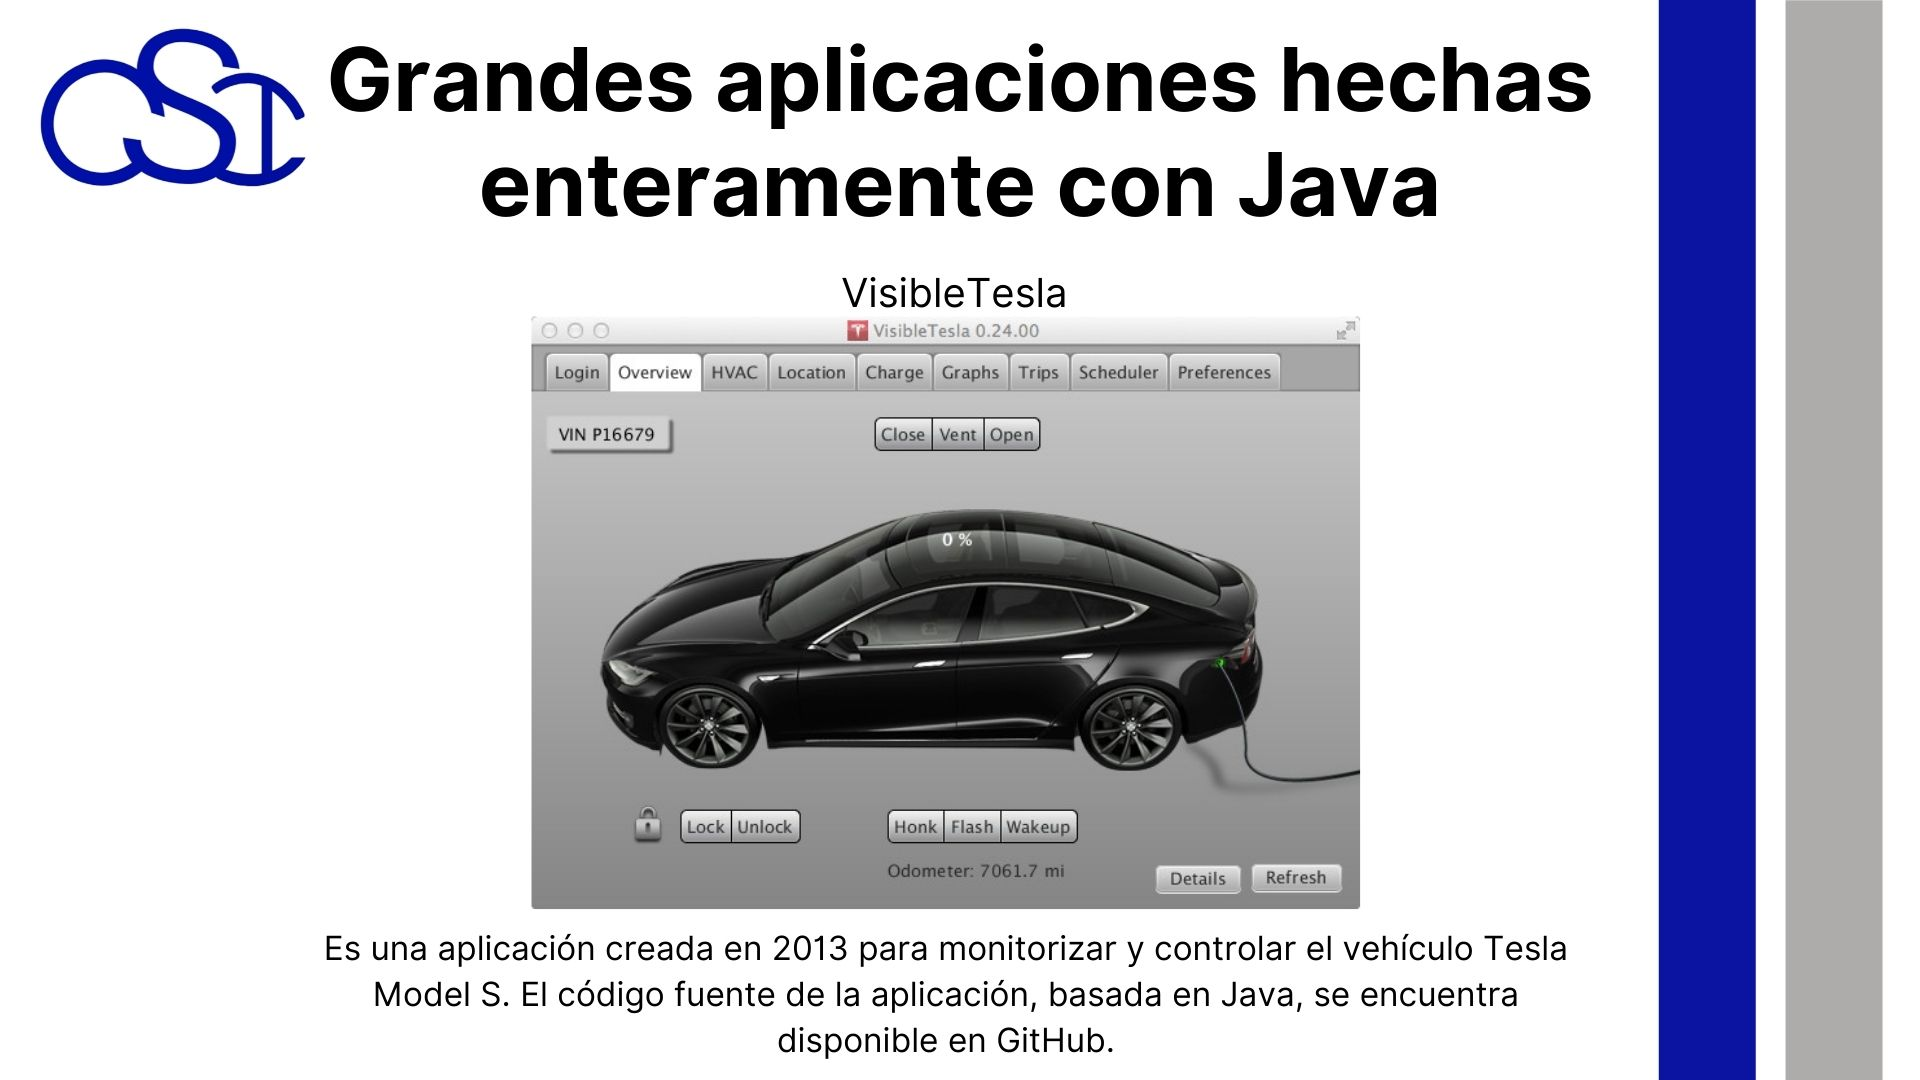 CSI
Grandes aplicaciones hechas
enteramente con Java
VisibleTesla
VisibleTesla 0.24.00
Login Overview HVAC Location Charge Graphs Trips Scheduler Preferences
VIN P16679
Close Vent Open
0 %
Lock Unlock
Honk Flash Wakeup
Odometer: 7061.7 mi
Details Refresh
Es una aplicación creada en 2013 para monitorizar y controlar el vehículo Tesla
Model S. El código fuente de la aplicación, basada en Java, se encuentra
disponible en GitHub.